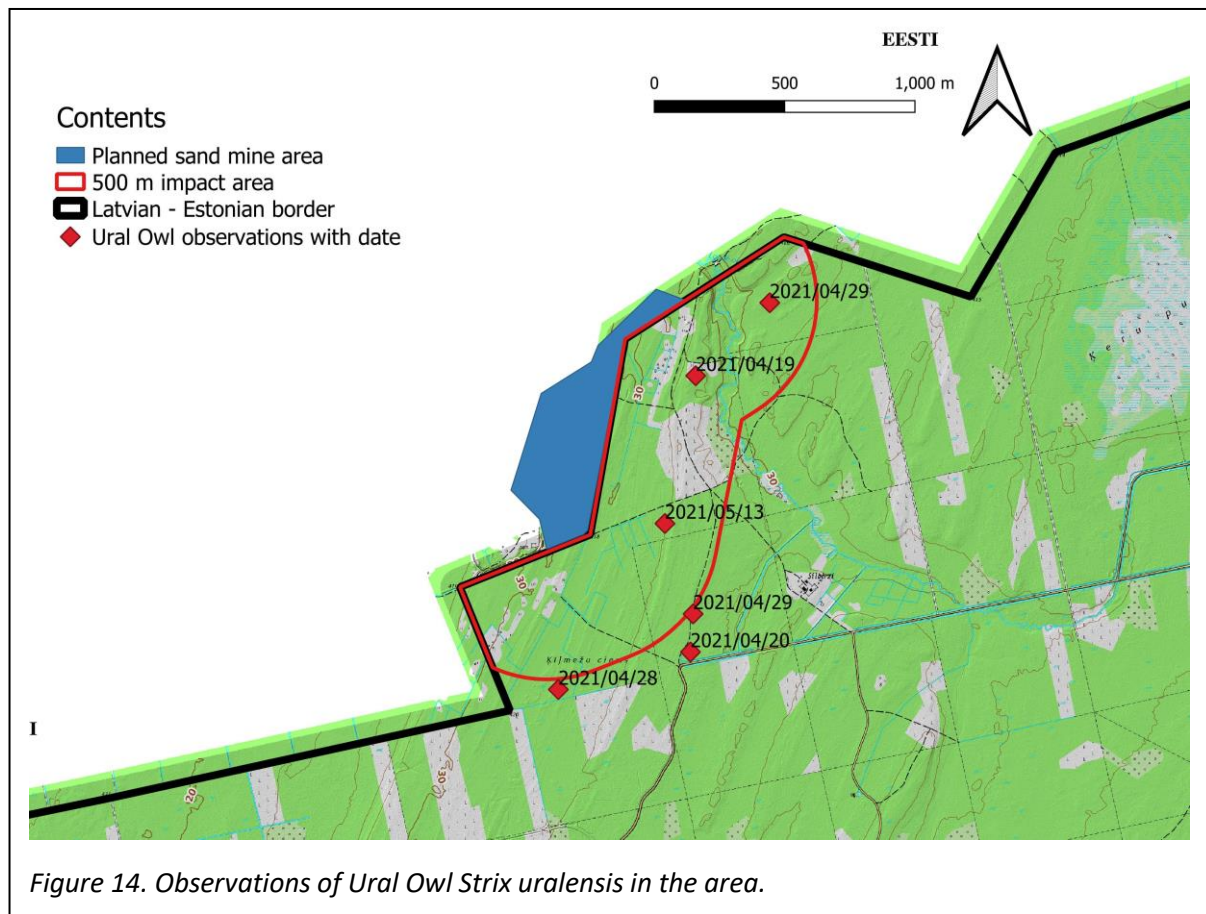 EESTI
0 500 1,000 m
Contents
Planned sand mine area
500 m impact area
Latvian - Estonian border
Ural Owl observations with date
2021/04/29
2021/04/19
30
30
2021/05/13
30
2021/04/29
2021/04/20
2021/04/28
I
30
20
Figure 14. Observations of Ural Owl Strix uralensis in the area.